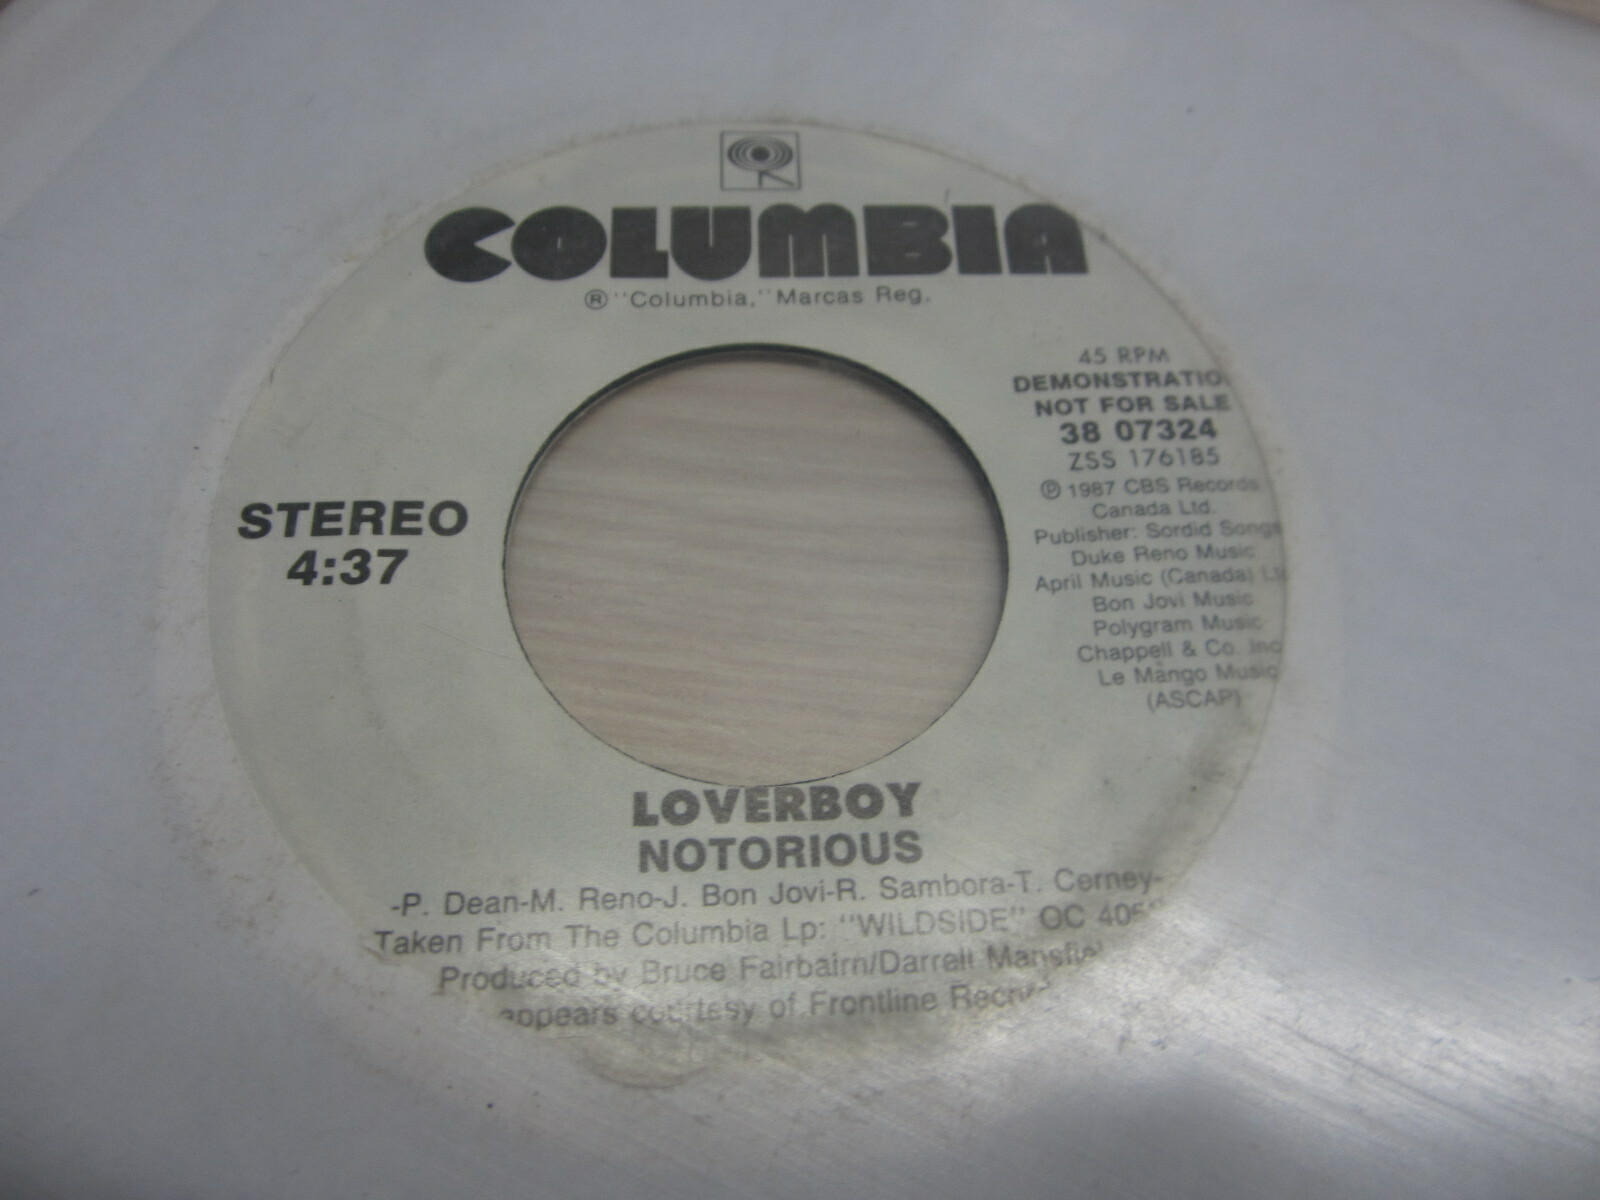 COLUMBIA
® "Columbia," Marcas Reg.
45 RPM
DEMONSTRATIO
NOT FOR SALE
38 07324
ZSS 176185
℗ 1987 CBS Records
Canada Ltd.
Publisher: Sordid Songs
Duke Reno Music
April Music (Canada) Lt
Bon Jovi Music
Polygram Music
Chappell & Co. Inc
Le Mango Music
(ASCAP)
STEREO
4:37
LOVERBOY
NOTORIOUS
-P. Dean-M. Reno-J. Bon Jovi-R. Sambora-T. Cerney-
Taken From The Columbia Lp: "WILDSIDE" OC 405
Produced by Bruce Fairbairn/Darrell Mansfiel
appears courtesy of Frontline Recor